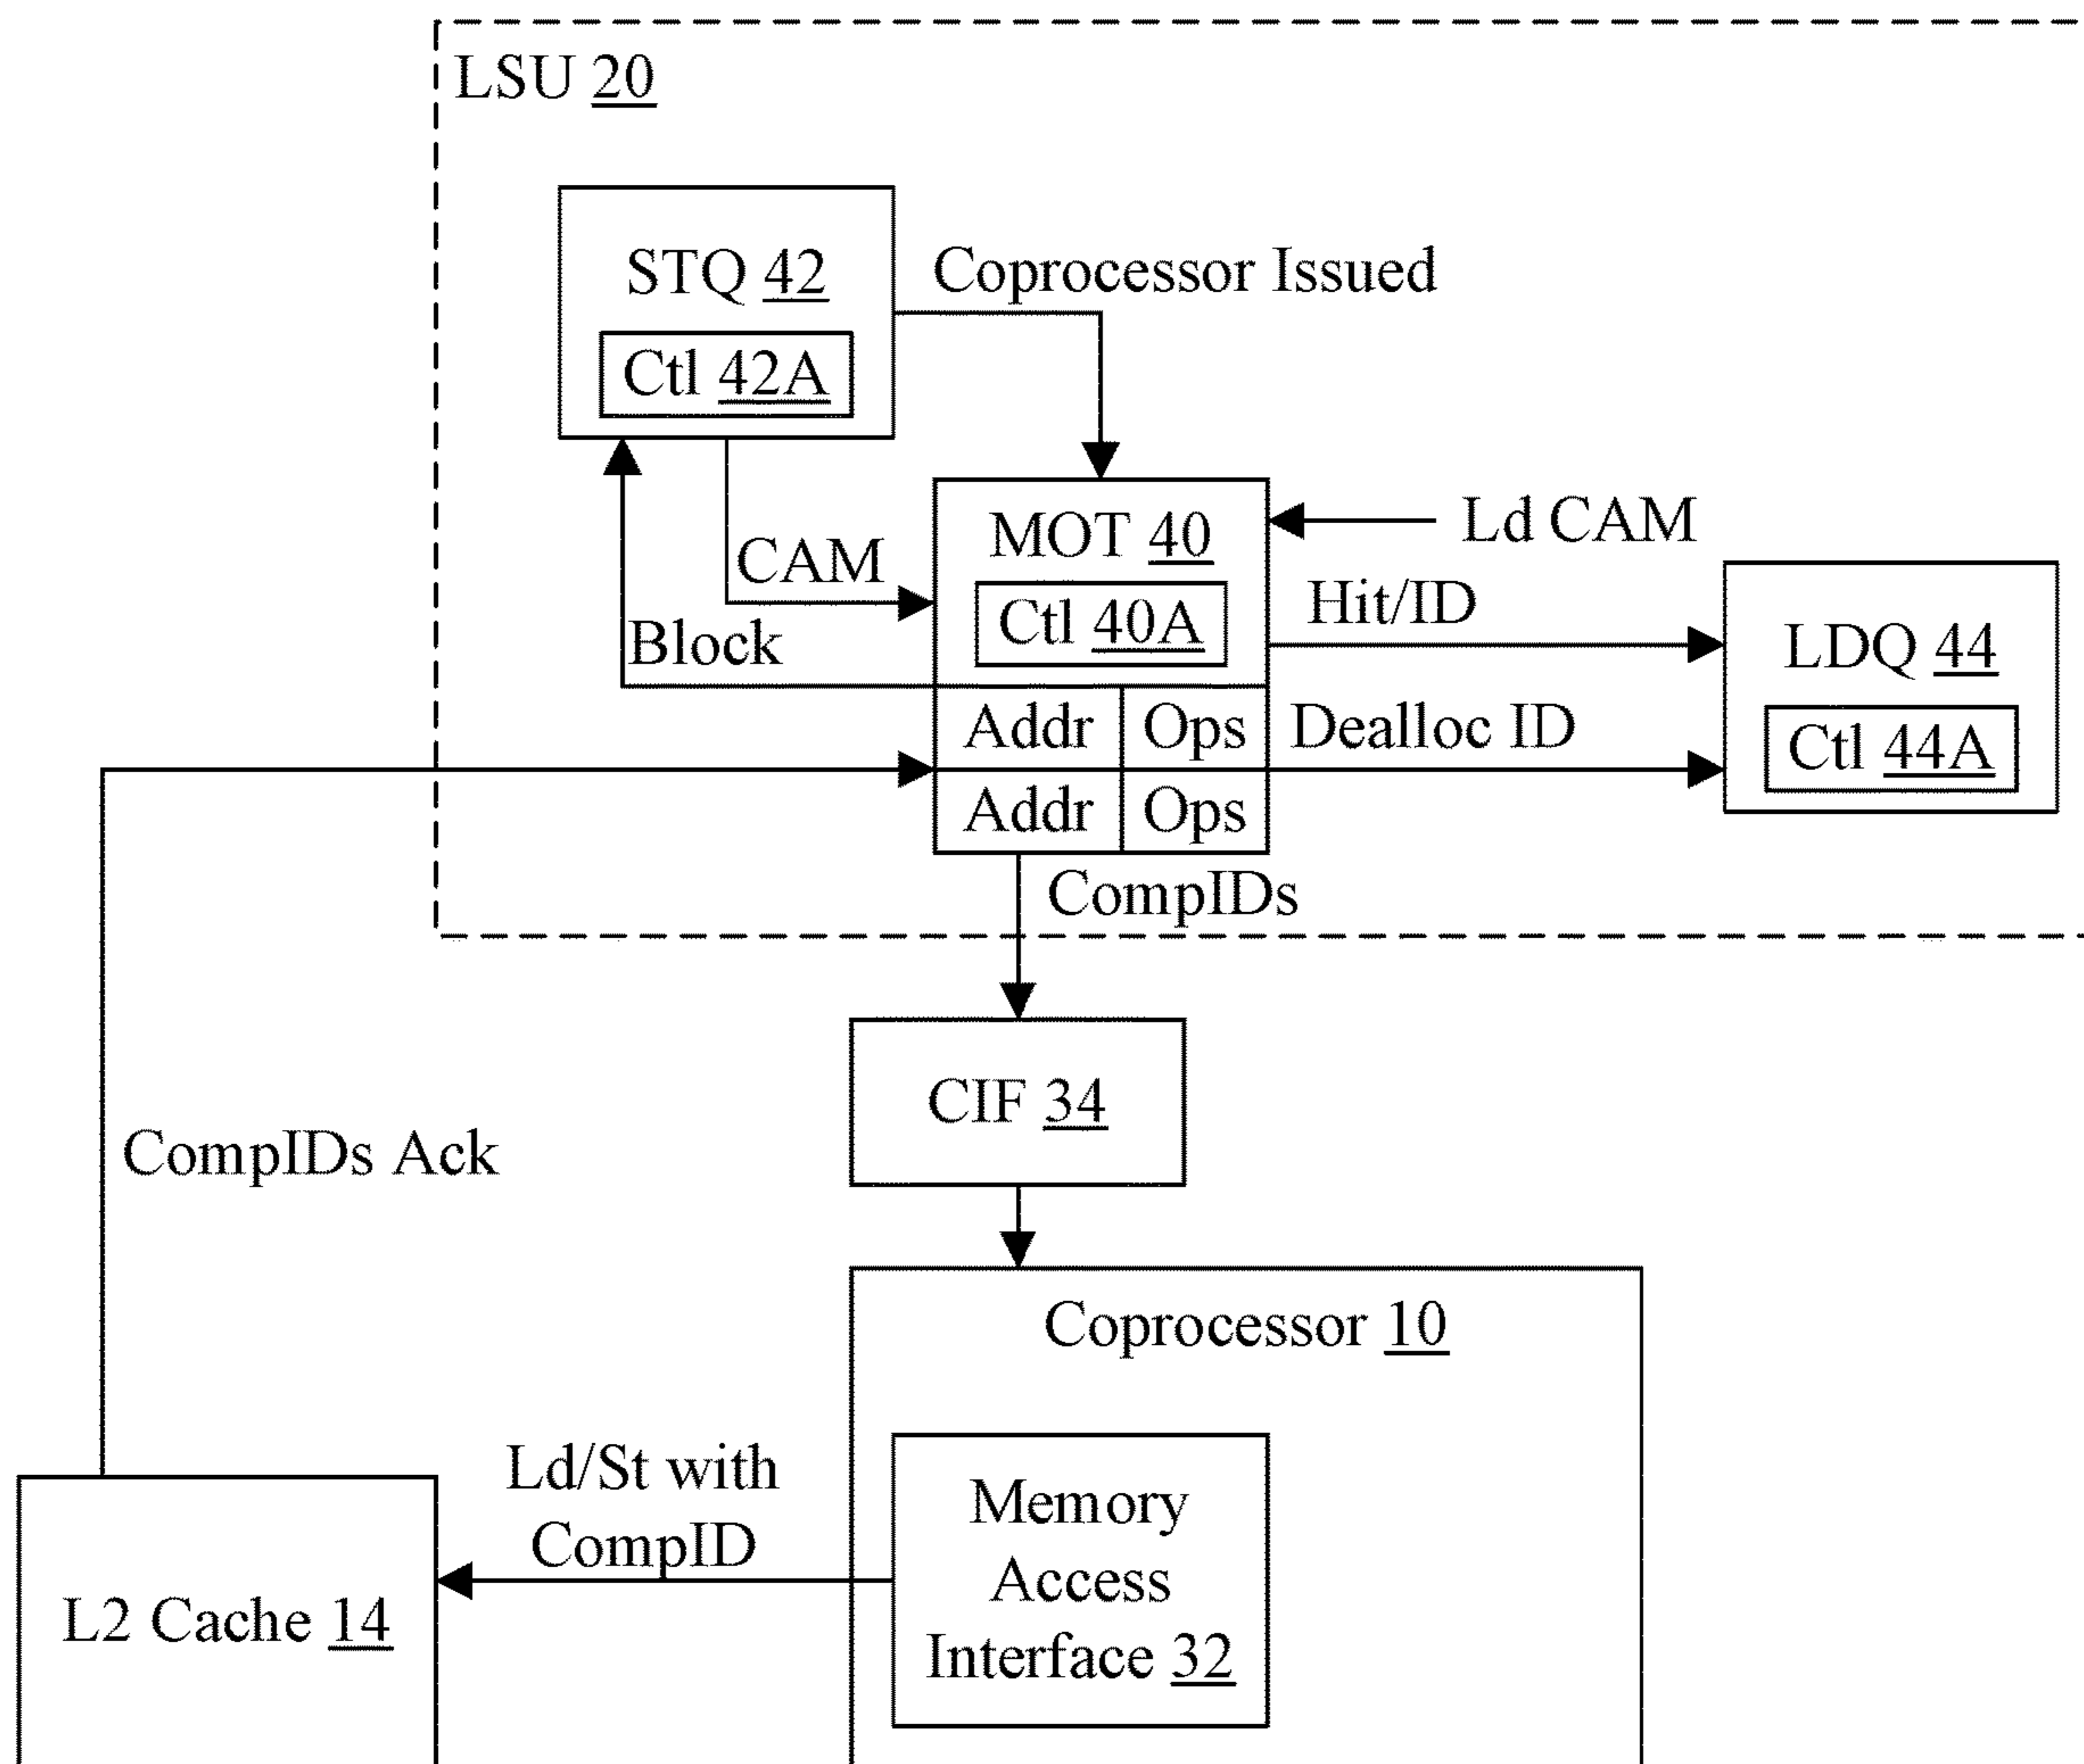 LSU 20
STQ 42
Ctl 42A
Coprocessor Issued
MOT 40
Ctl 40A
Ld CAM
CAM
Hit/ID
Block
LDQ 44
Ctl 44A
Addr Ops
Dealloc ID
Addr Ops
CompIDs
CIF 34
CompIDs Ack
Coprocessor 10
Ld/St with
CompID
Memory
Access
Interface 32
L2 Cache 14